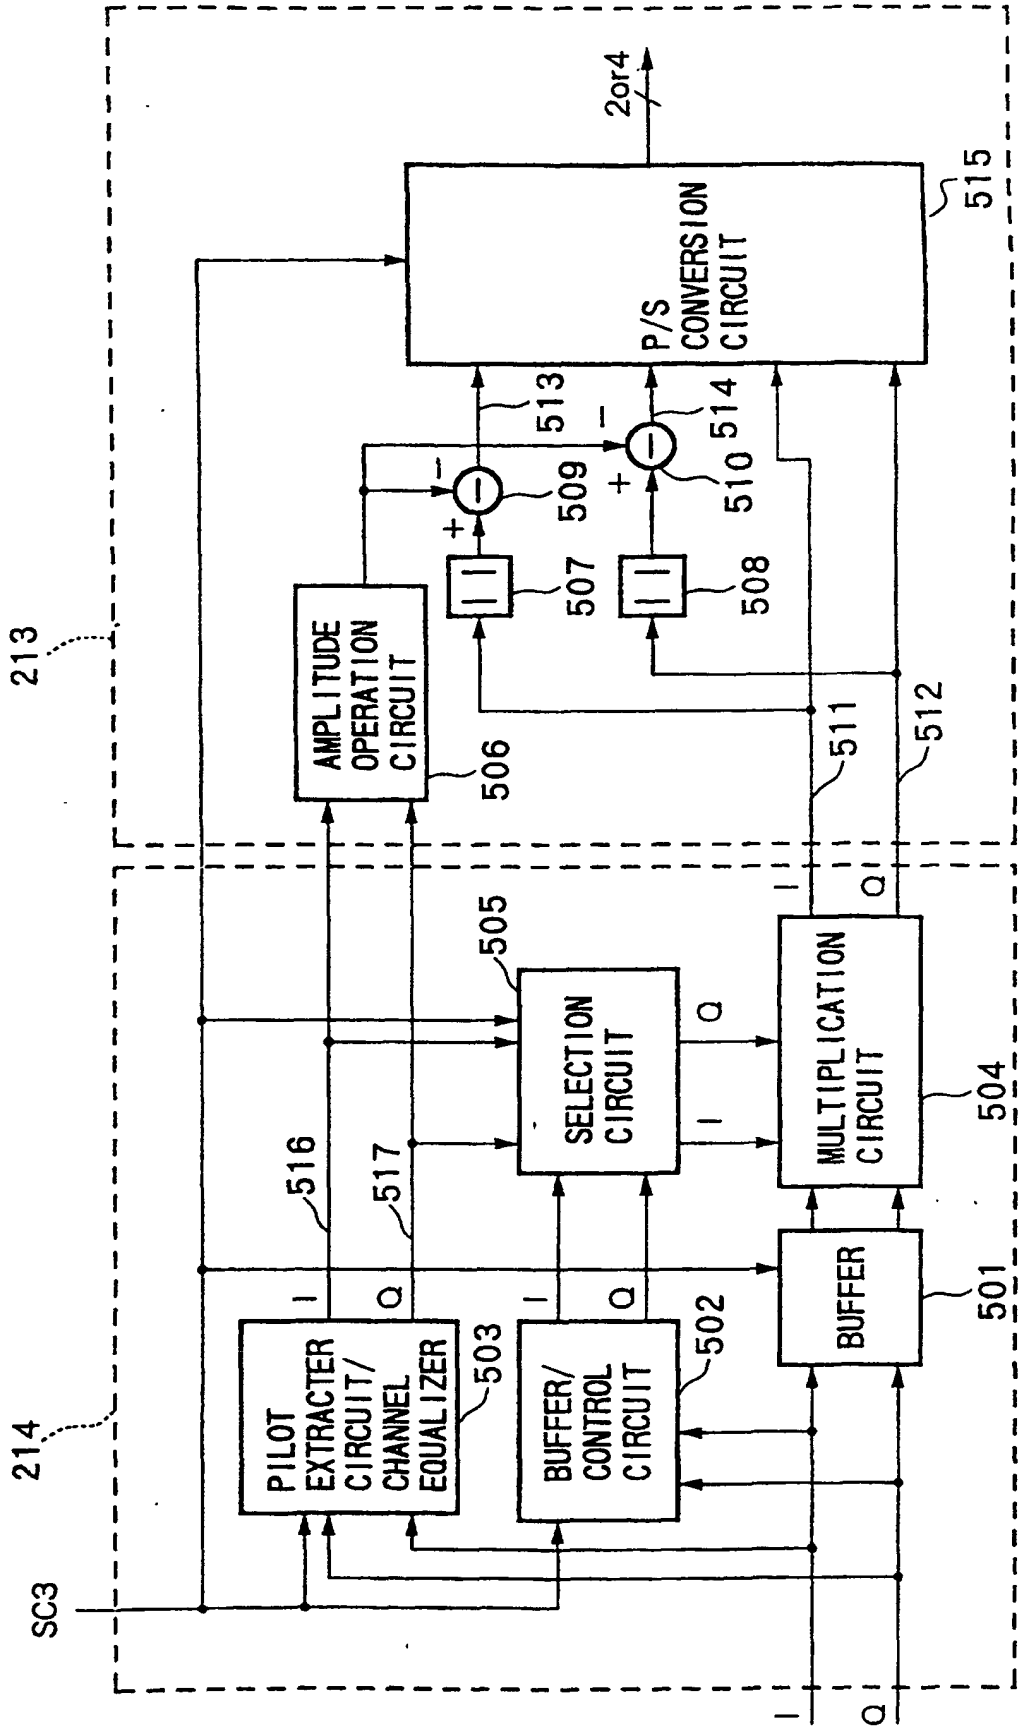 SC3
214
213
PILOT
EXTRACTER
CIRCUIT/
CHANNEL
EQUALIZER
503
I
516
Q
517
BUFFER/
CONTROL
CIRCUIT
502
I
Q
SELECTION
CIRCUIT
505
I
Q
BUFFER
501
MULTIPLICATION
CIRCUIT
504
I
Q
I
Q
511
512
AMPLITUDE
OPERATION
CIRCUIT
506
507
508
+
−
−
509
513
+
−
−
510
514
P/S
CONVERSION
CIRCUIT
515
2or4